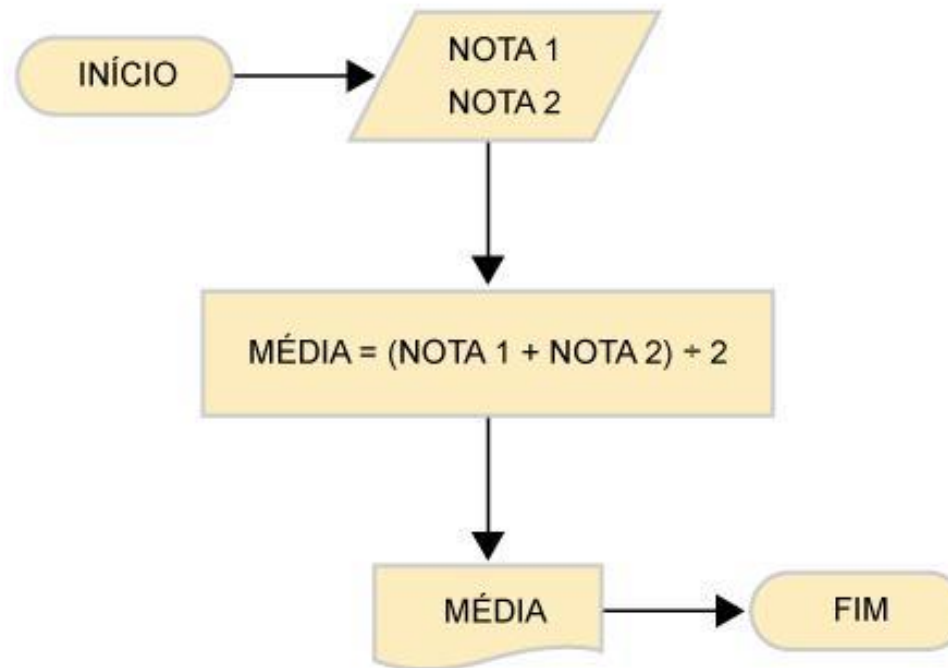 INÍCIO
NOTA 1
NOTA 2
MÉDIA = (NOTA 1 + NOTA 2) ÷ 2
MÉDIA
FIM